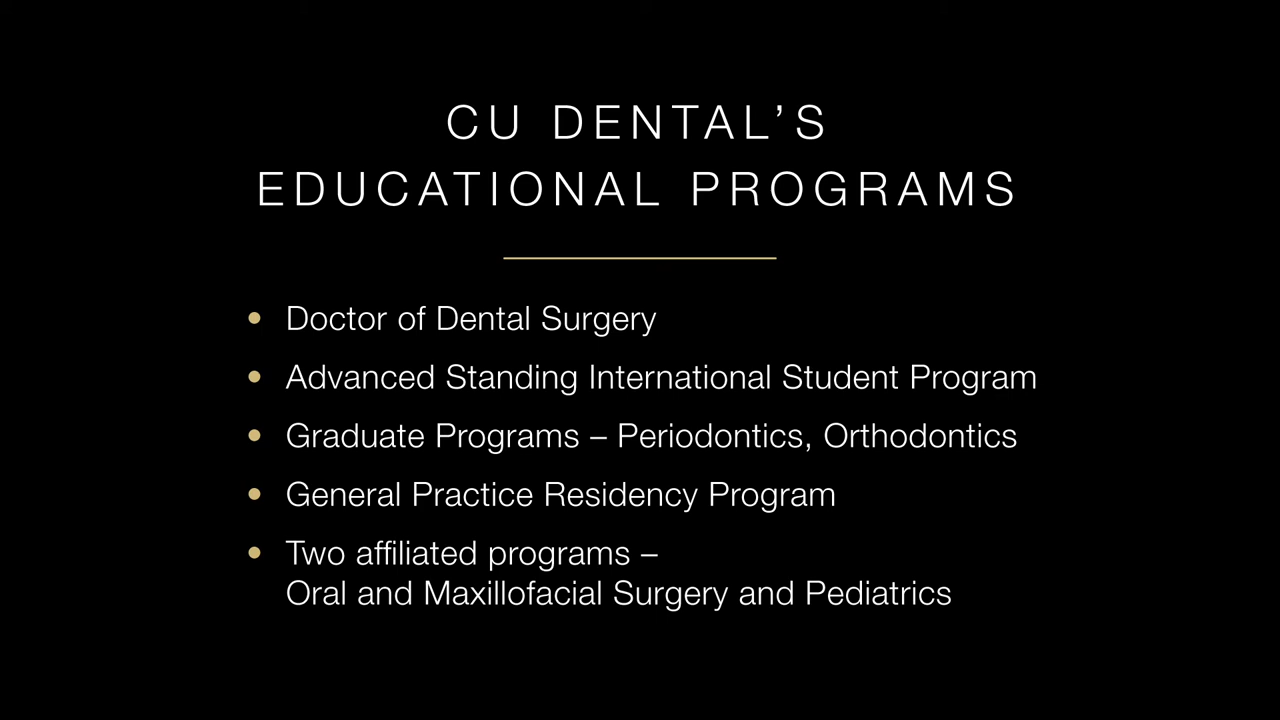 CU DENTAL’S
EDUCATIONAL PROGRAMS
• Doctor of Dental Surgery
• Advanced Standing International Student Program
• Graduate Programs – Periodontics, Orthodontics
• General Practice Residency Program
• Two affiliated programs –
Oral and Maxillofacial Surgery and Pediatrics